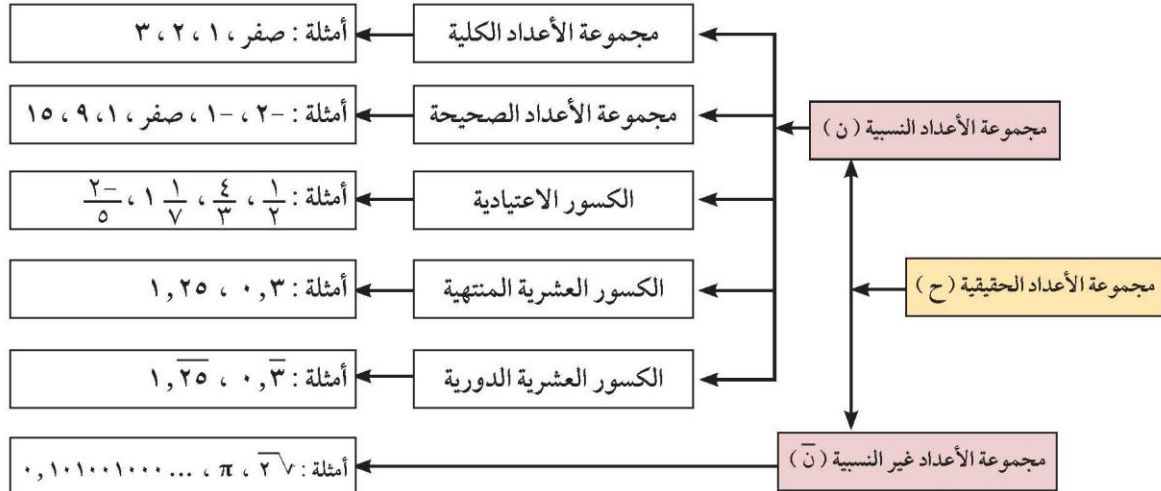 مجموعة الأعداد الكلية
أمثلة : صفر ، ١ ، ٢ ، ٣
مجموعة الأعداد الصحيحة
أمثلة : -٢ ، -١ ، صفر ، ١ ، ٩ ، ١٥
مجموعة الأعداد النسبية ( ن )
الكسور الاعتيادية
أمثلة : ١/٢ ، ٤/٣ ، ١ ١/٧ ، -٢/٥
مجموعة الأعداد الحقيقية ( ح )
الكسور العشرية المنتهية
أمثلة : ٠,٣ ، ١,٢٥
الكسور العشرية الدورية
أمثلة : ٠,٣̅ ، ١,٢̅٥̅
مجموعة الأعداد غير النسبية ( ن̅ )
أمثلة : √٢ ، π ، ٠,١٠١٠٠١٠٠٠...